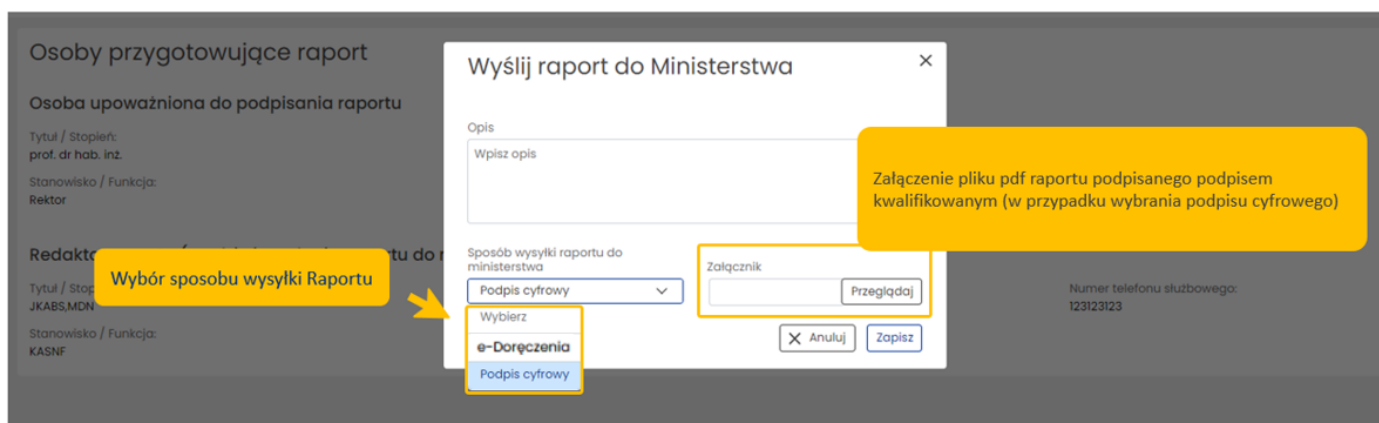 Osoby przygotowujące raport
Osoba upoważniona do podpisania raportu
Tytuł / Stopień:
prof. dr hab. inż.
Stanowisko / Funkcja:
Rektor
Redakto
rtu do r
Tytuł / Stop
JKABS,MDN
Stanowisko / Funkcja:
KASNF
Numer telefonu służbowego:
123123123
Wyślij raport do Ministerstwa
Opis
Wpisz opis
Sposób wysyłki raportu do
ministerstwa
Podpis cyfrowy
Wybierz
e-Doręczenia
Podpis cyfrowy
Załącznik
Przeglądaj
Anuluj
Zapisz
Wybór sposobu wysyłki Raportu
Załączenie pliku pdf raportu podpisanego podpisem
kwalifikowanym (w przypadku wybrania podpisu cyfrowego)